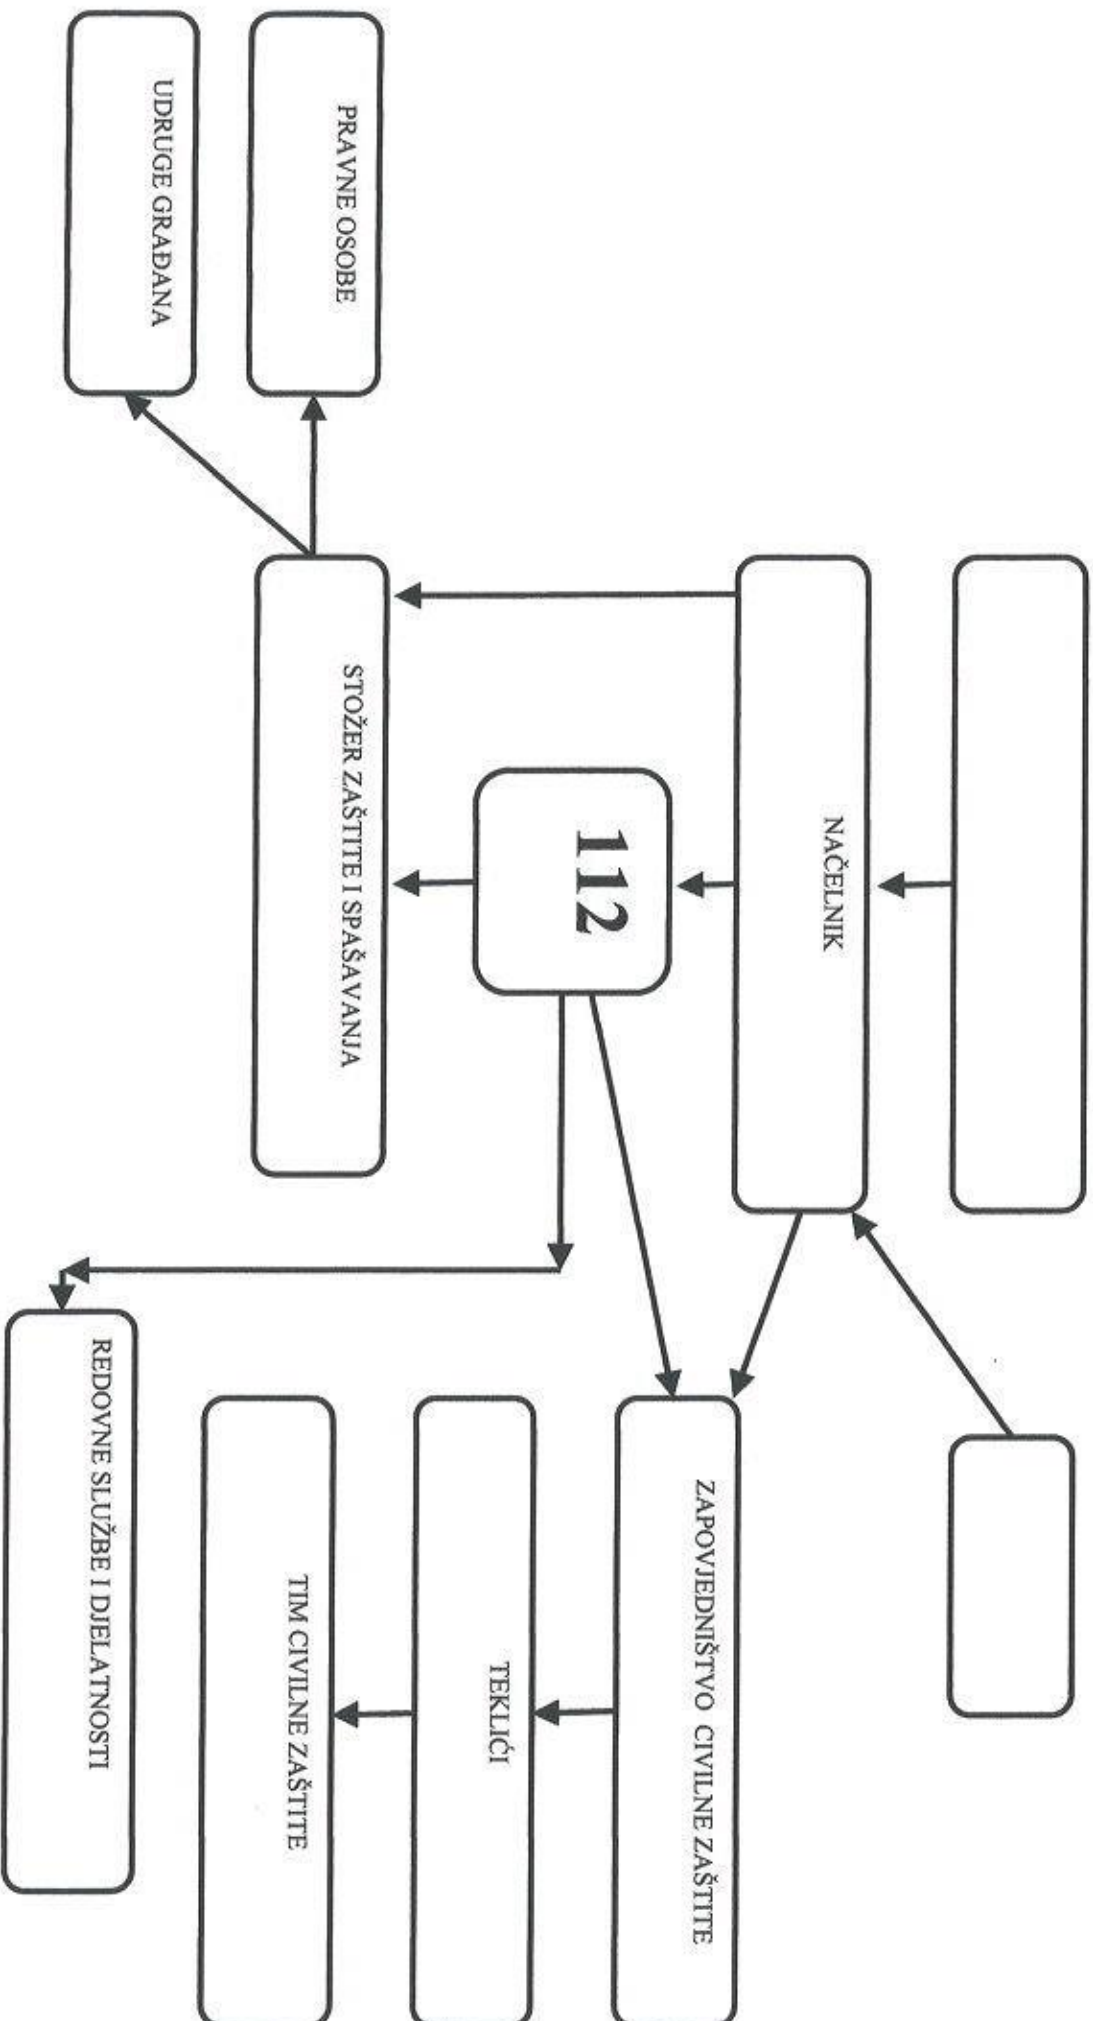 NAČELNIK
112
ZAPOVJEDNIŠTVO CIVILNE ZAŠTITE
PRAVNE OSOBE
STOŽER ZAŠTITE I SPAŠAVANJA
TEKLIĆI
UDRUGE GRAĐANA
TIM CIVILNE ZAŠTITE
REDOVNE SLUŽBE I DJELATNOSTI